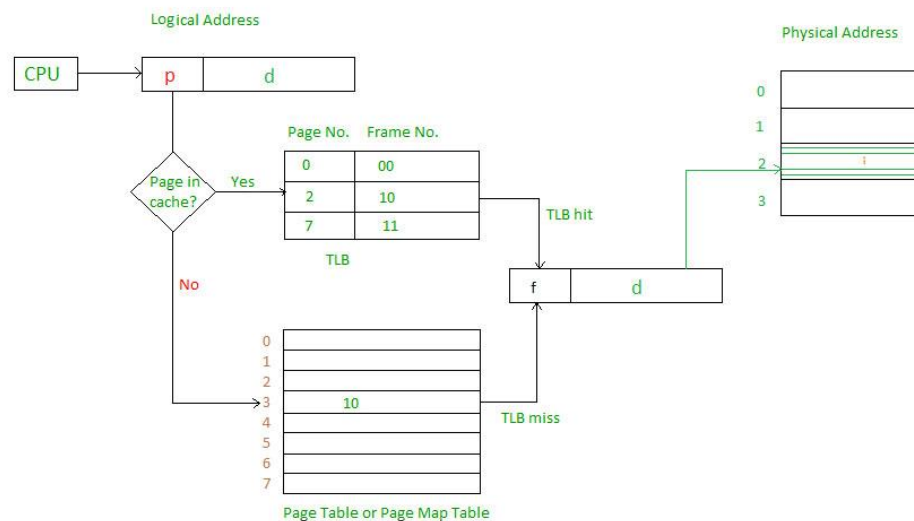 Logical Address
Physical Address
CPU
p d
Page No. Frame No.
Page in
cache?
Yes
0 00
2 10
7 11
TLB
TLB hit
No
f d
0
1
2 i
3
0
1
2
3 10
4
5
6
7
TLB miss
Page Table or Page Map Table